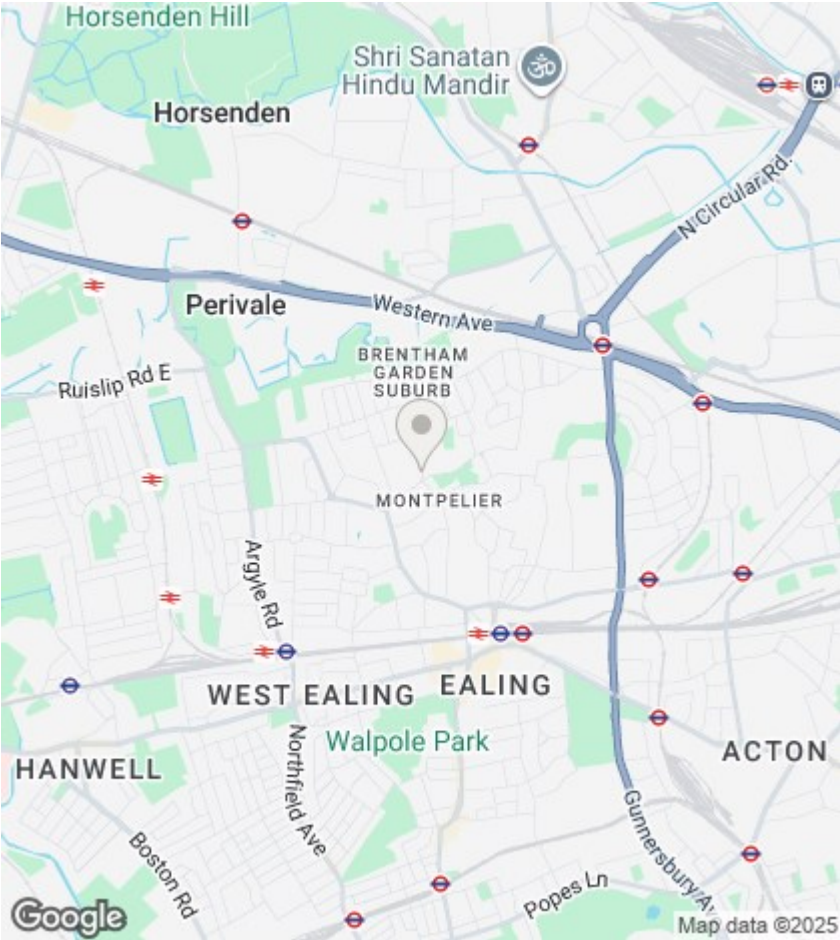 Horsenden Hill
Shri Sanatan
Hindu Mandir
Horsenden
N Circular Rd.
Perivale
Western Ave
BRENTHAM
GARDEN
SUBURB
Ruislip Rd E
MONTPELIER
Argyle Rd
WEST EALING
EALING
Walpole Park
ACTON
HANWELL
Northfield Ave
Boston Rd
Gunnersbury Av
Popes Ln
Google
Map data ©2025